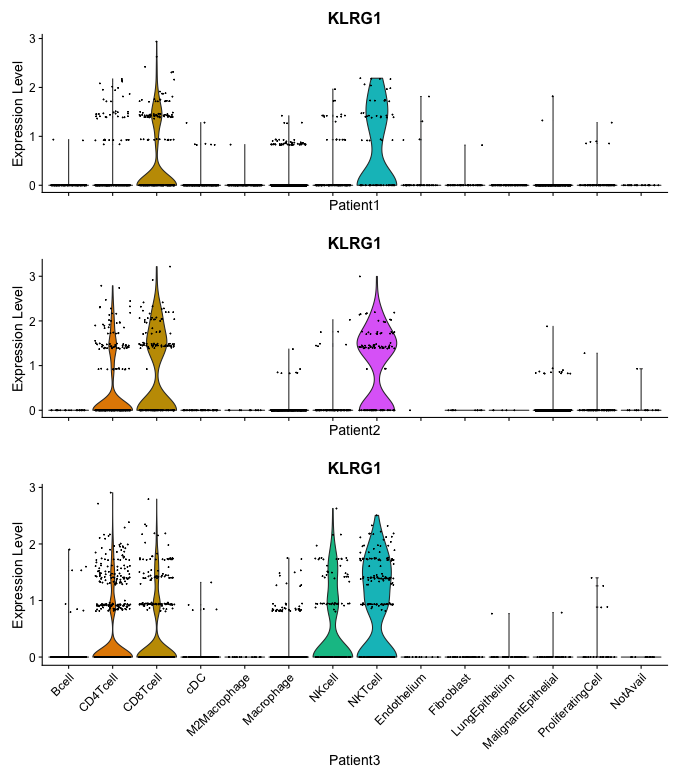 KLRG1
Expression Level
3
2
1
0
Patient1
KLRG1
Expression Level
3
2
1
0
Patient2
KLRG1
Expression Level
3
2
1
0
Bcell
CD4Tcell
CD8Tcell
cDC
M2Macrophage
Macrophage
NKcell
NKTcell
Endothelium
Fibroblast
LungEpithelium
MalignantEpithelial
ProliferatingCell
NotAvail
Patient3